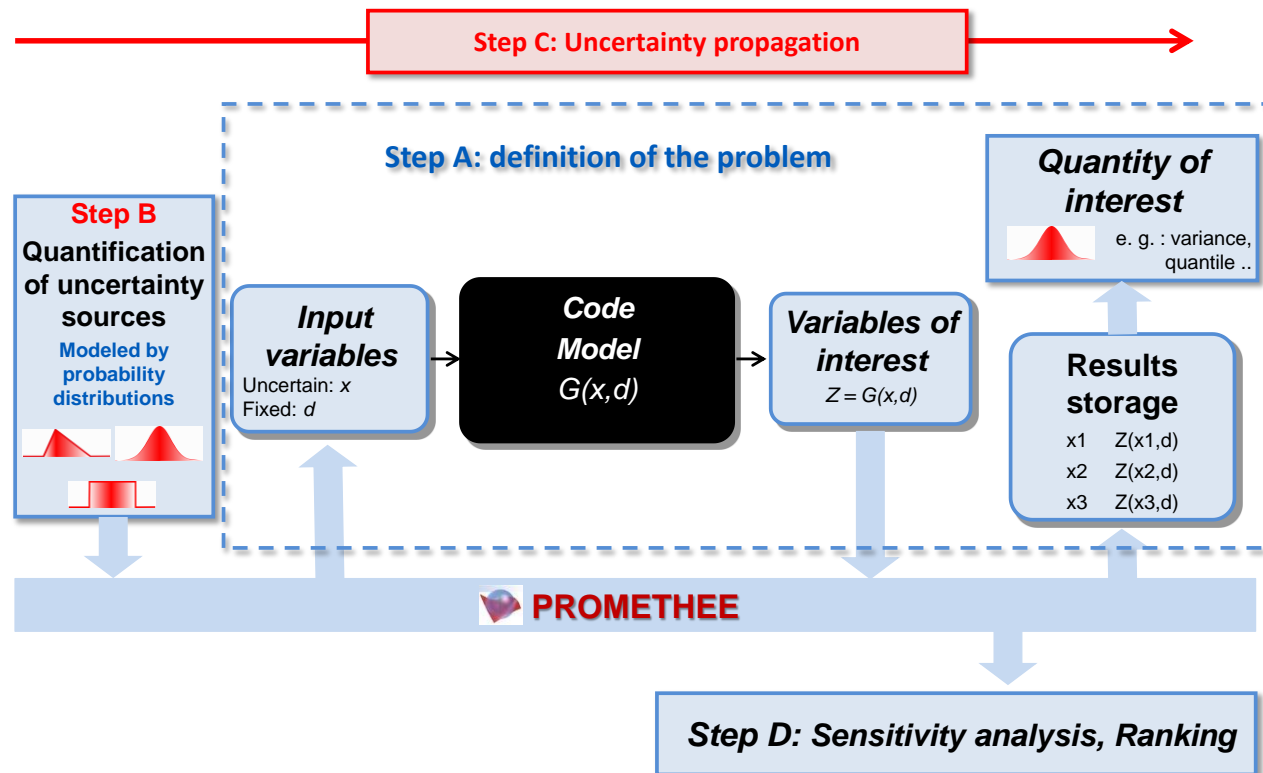 Step C: Uncertainty propagation
Step A: definition of the problem
Step B
Quantification
of uncertainty
sources
Modeled by
probability
distributions
Input
variables
Uncertain: x
Fixed: d
Code
Model
G(x,d)
Variables of
interest
Z = G(x,d)
Quantity of
interest
e. g. : variance,
quantile ..
Results
storage
x1 Z(x1,d)
x2 Z(x2,d)
x3 Z(x3,d)
PROMETHEE
Step D: Sensitivity analysis, Ranking